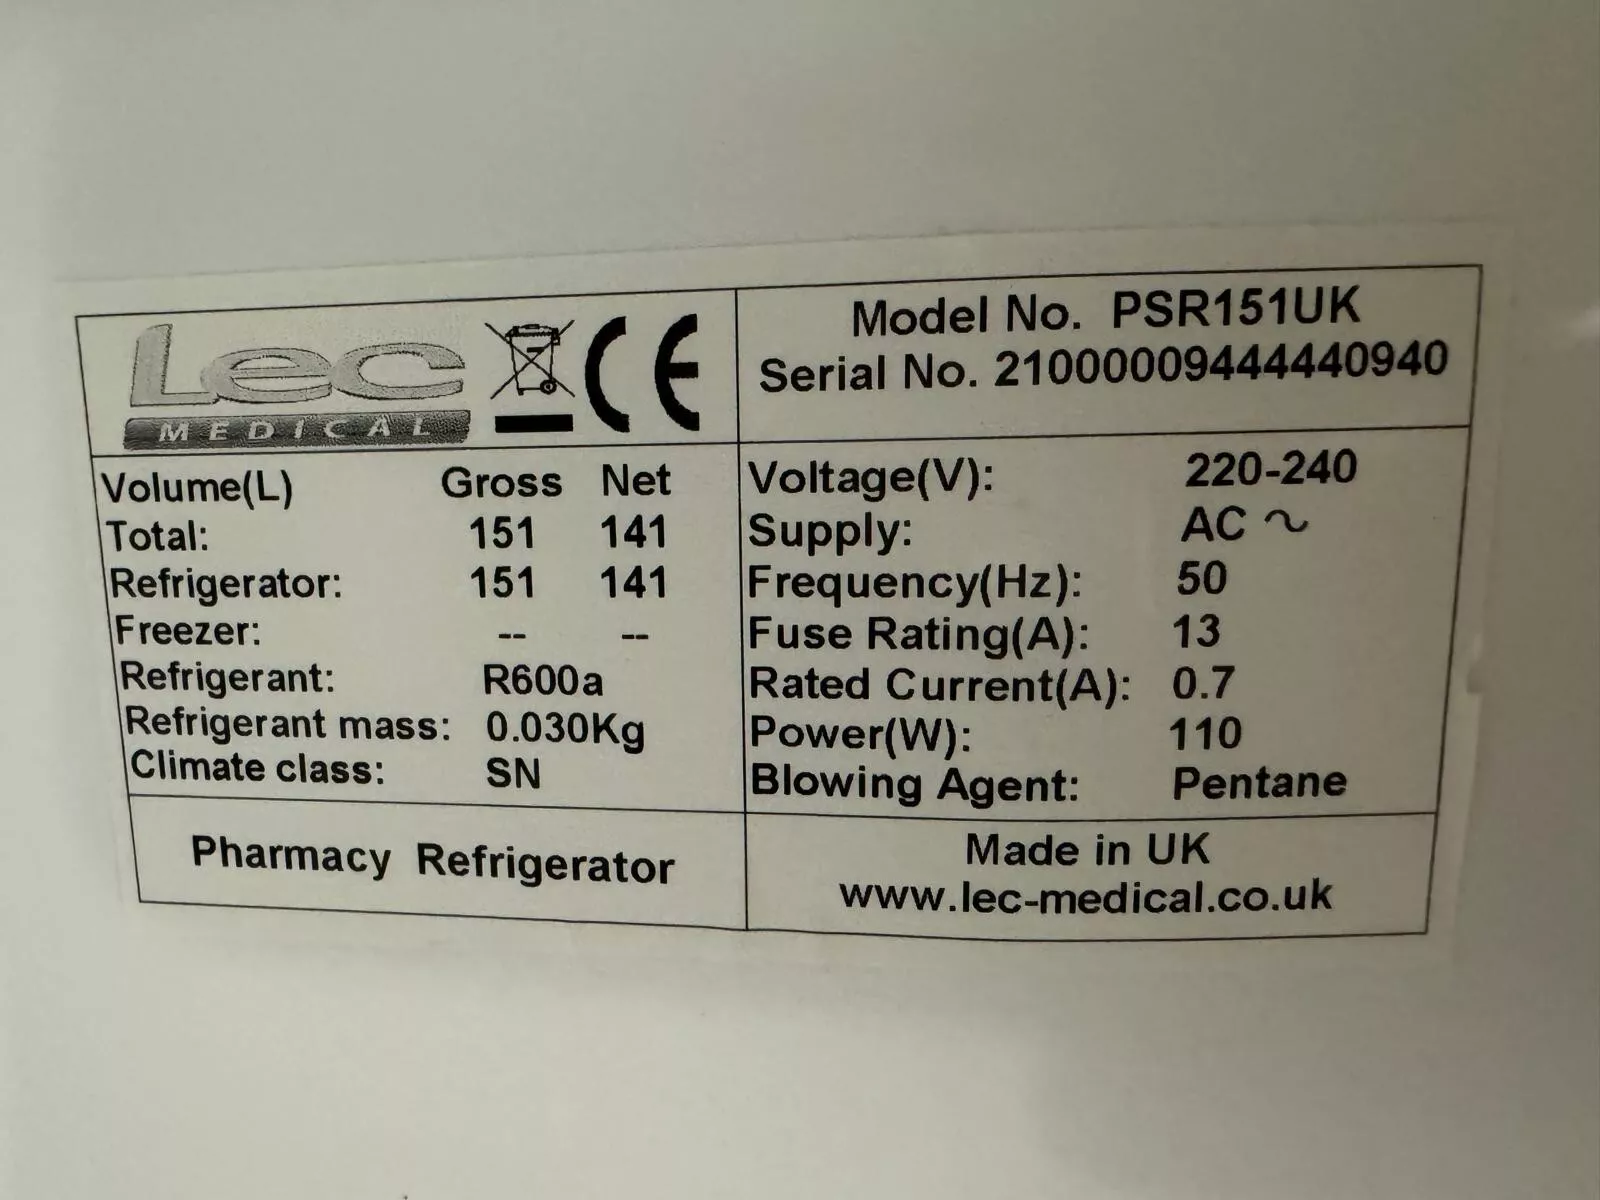 Lec
MEDICAL
CE
Model No. PSR151UK
Serial No. 21000009444440940
Volume(L) Gross Net
Total: 151 141
Refrigerator: 151 141
Freezer: -- --
Refrigerant: R600a
Refrigerant mass: 0.030Kg
Climate class: SN
Voltage(V): 220-240
Supply: AC ~
Frequency(Hz): 50
Fuse Rating(A): 13
Rated Current(A): 0.7
Power(W): 110
Blowing Agent: Pentane
Pharmacy Refrigerator
Made in UK
www.lec-medical.co.uk